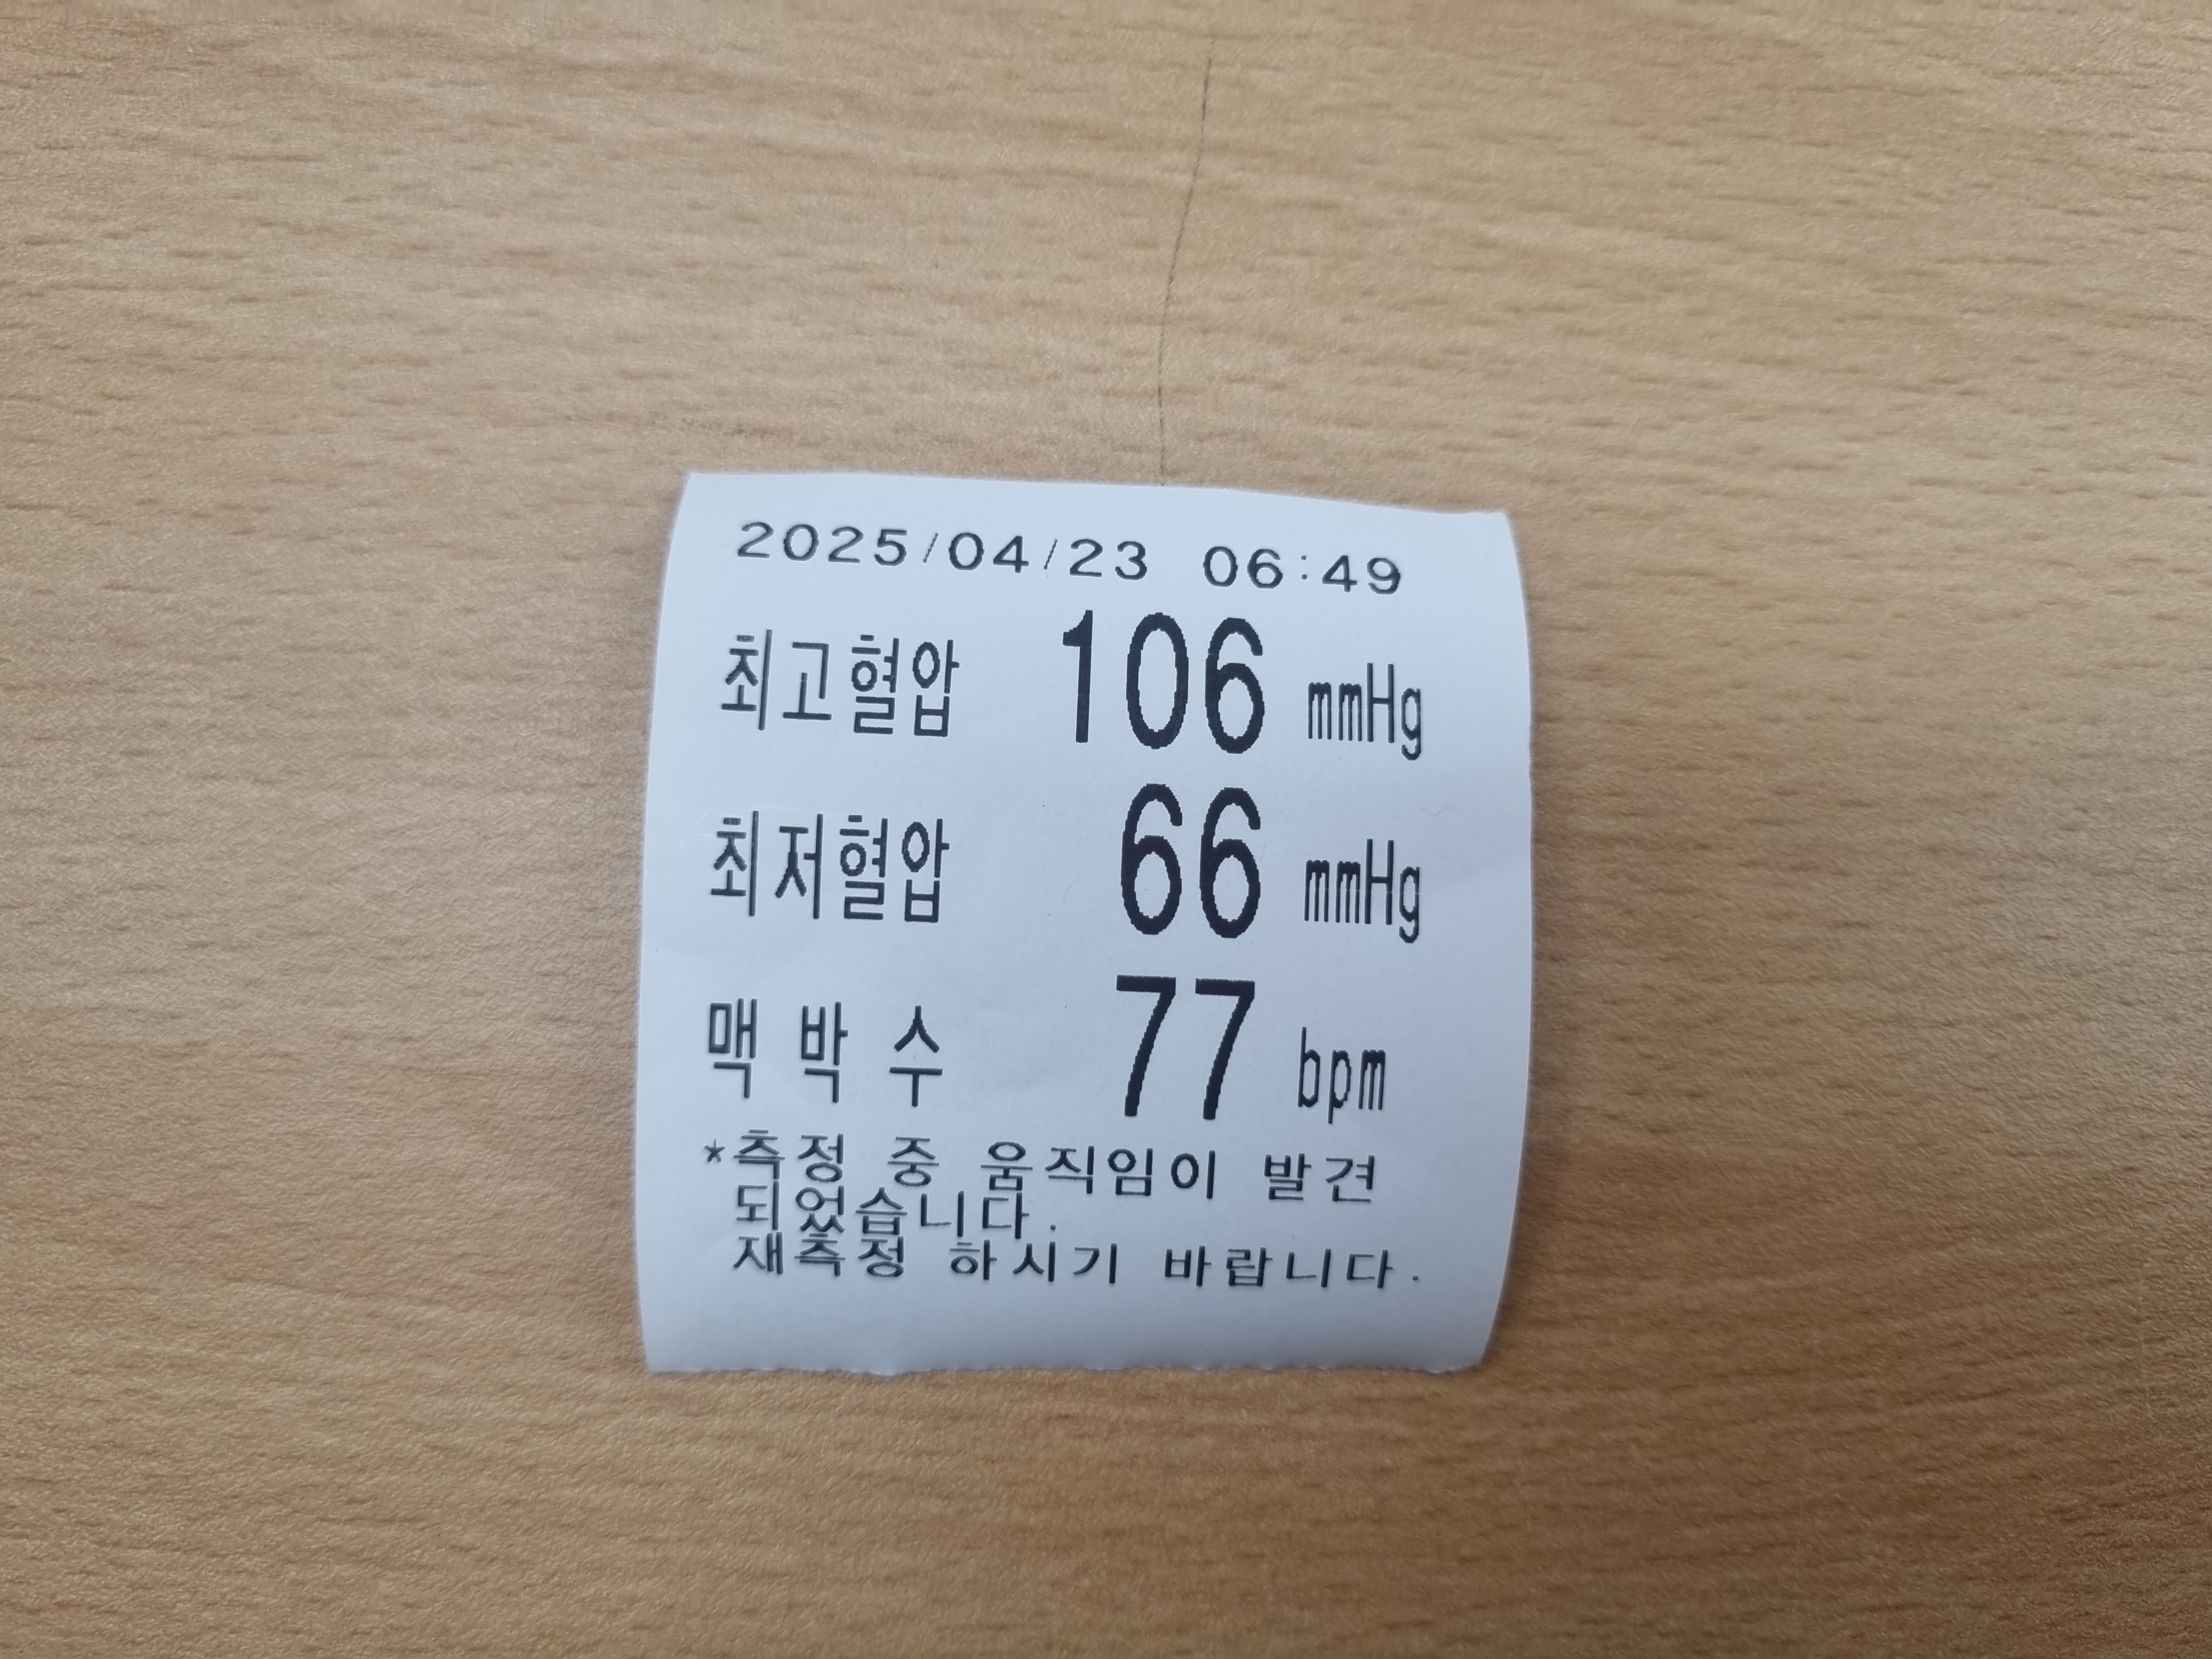 2025/04/23 06:49
최고혈압 106 mmHg
최저혈압 66 mmHg
맥 박 수 77 bpm
*측정 중 움직임이 발견
되었습니다.
재측정 하시기 바랍니다.